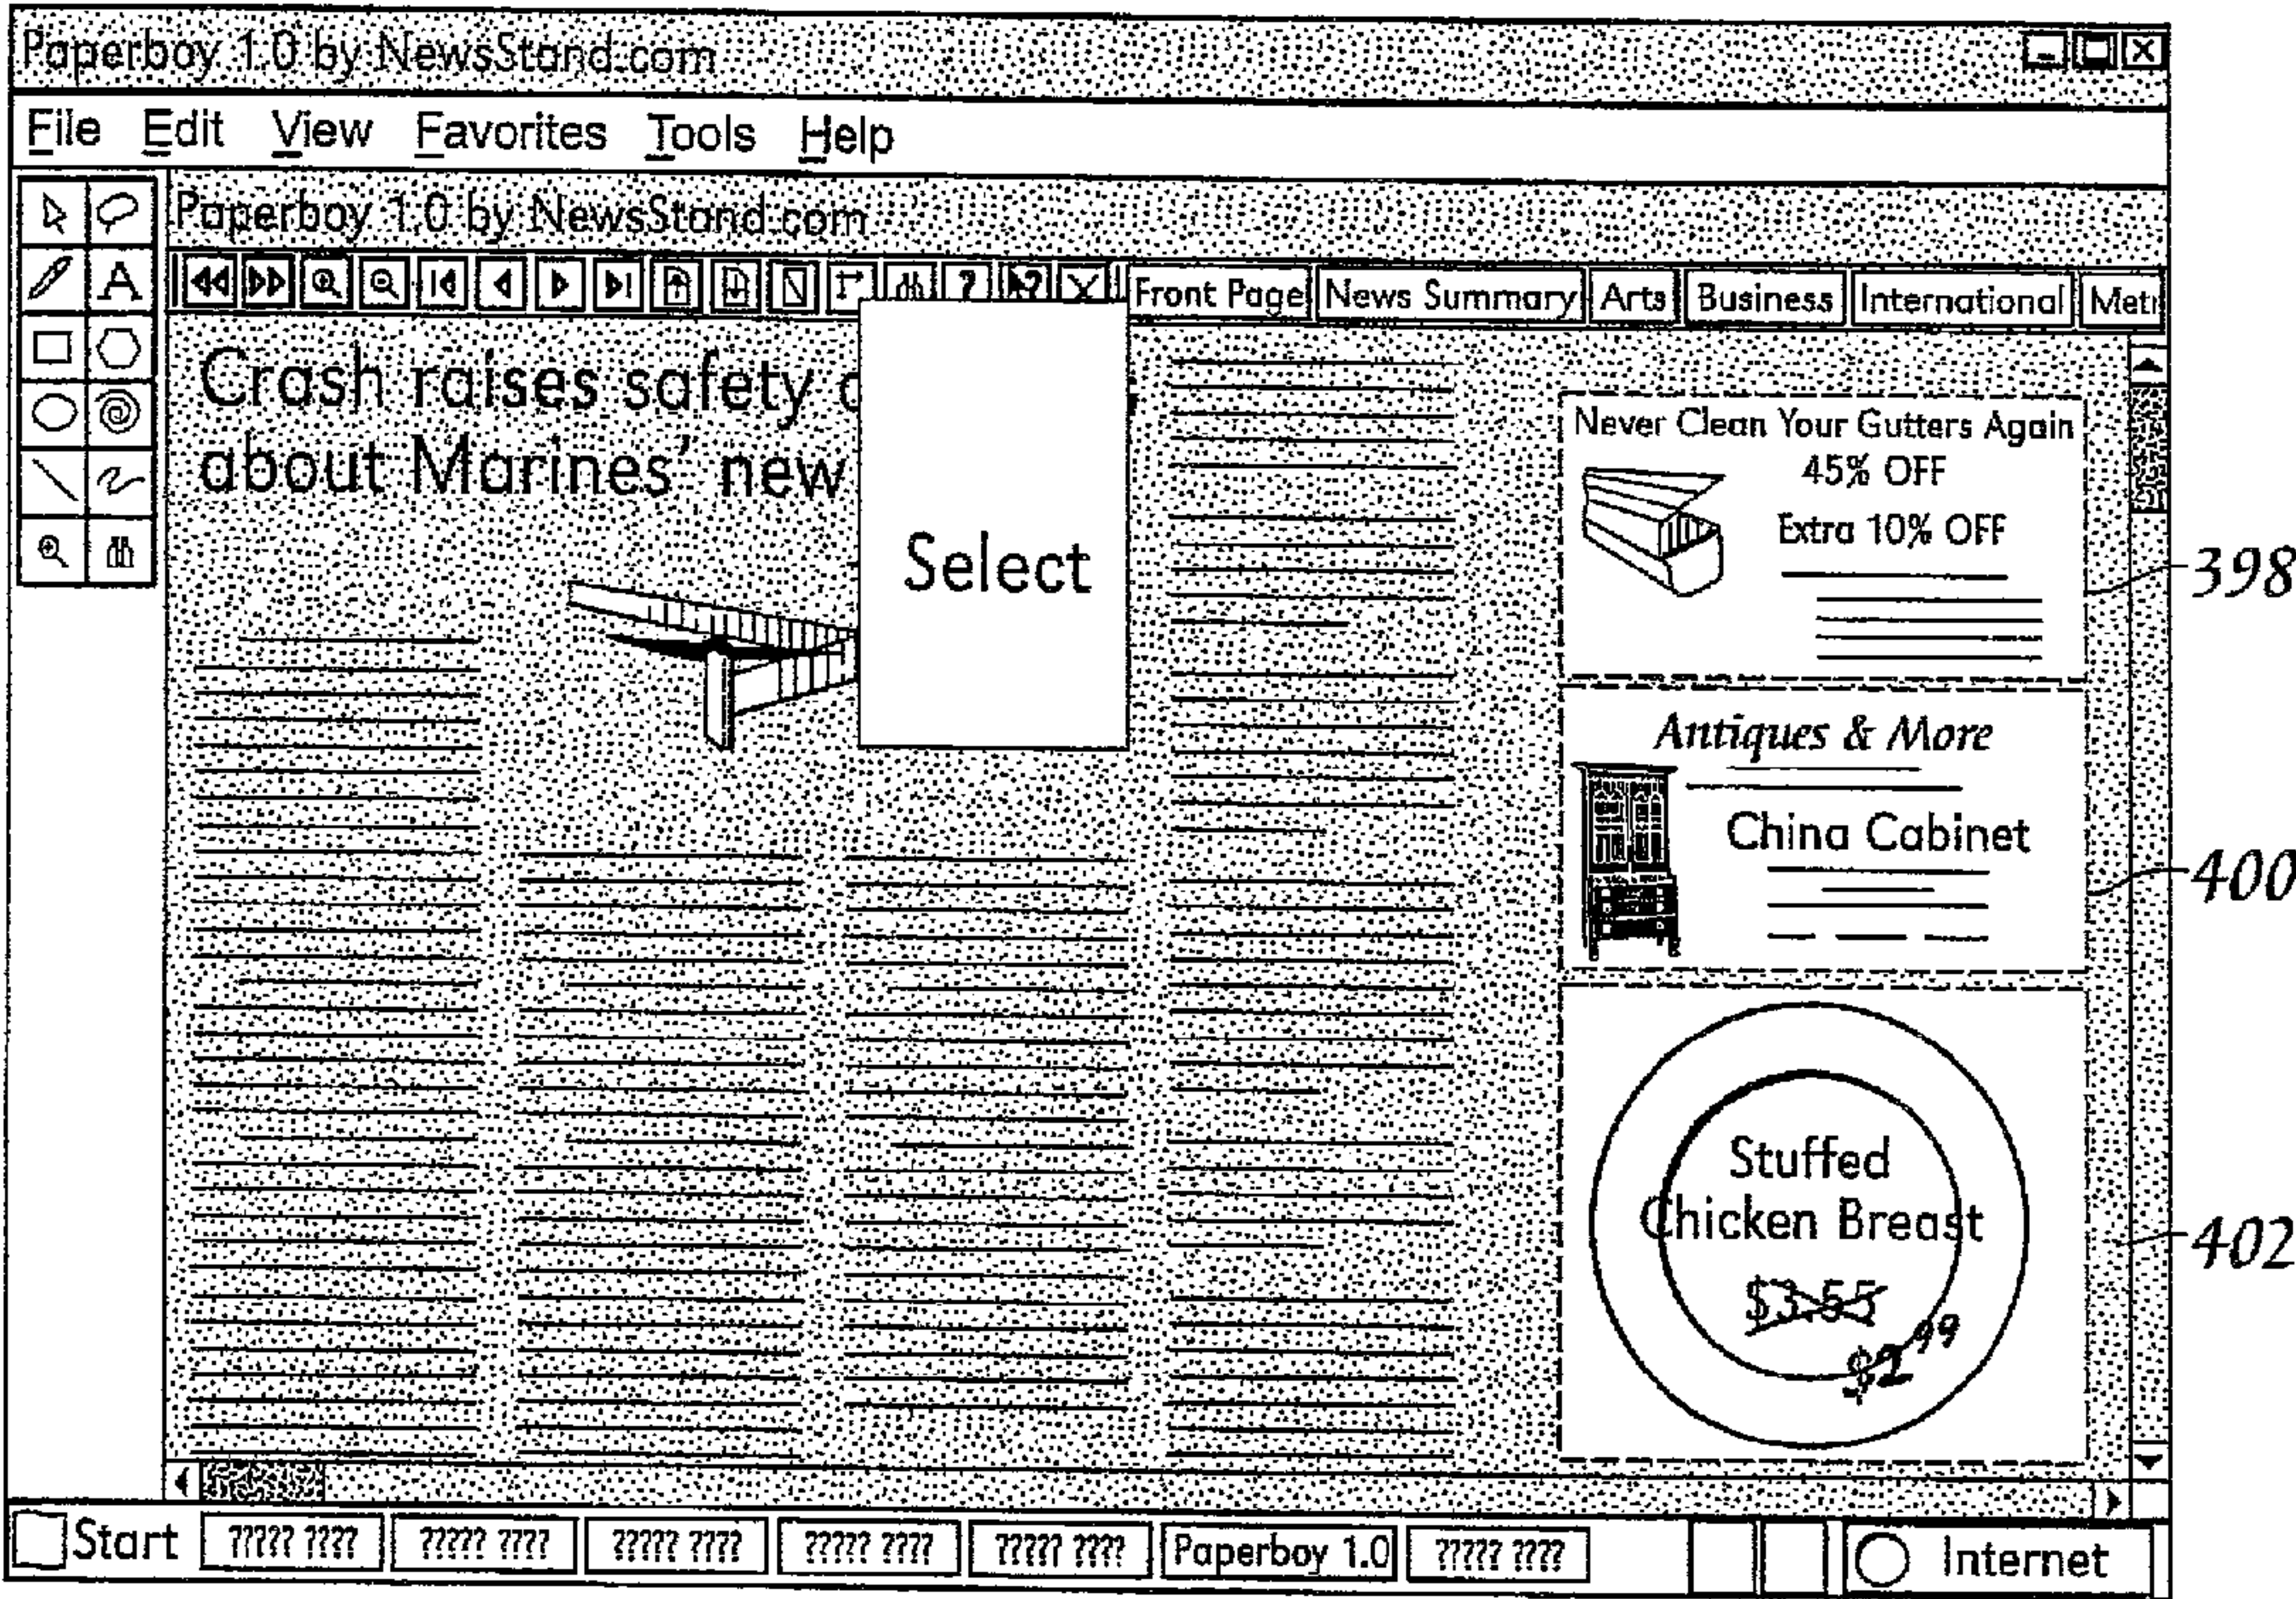 Paperboy 1.0 by NewsStand.com
File Edit View Favorites Tools Help
Paperboy 1.0 by NewsStand.com
Front Page News Summary Arts Business International Met
Crash raises safety
about Marines' new
Select
Never Clean Your Gutters Again
45% OFF
Extra 10% OFF
398
Antiques & More
China Cabinet
400
Stuffed
Chicken Breast
$3.55
$2.99
402
Start ????? ???? ????? ???? ????? ???? ????? ???? ????? ???? Paperboy 1.0 ????? ???? Internet